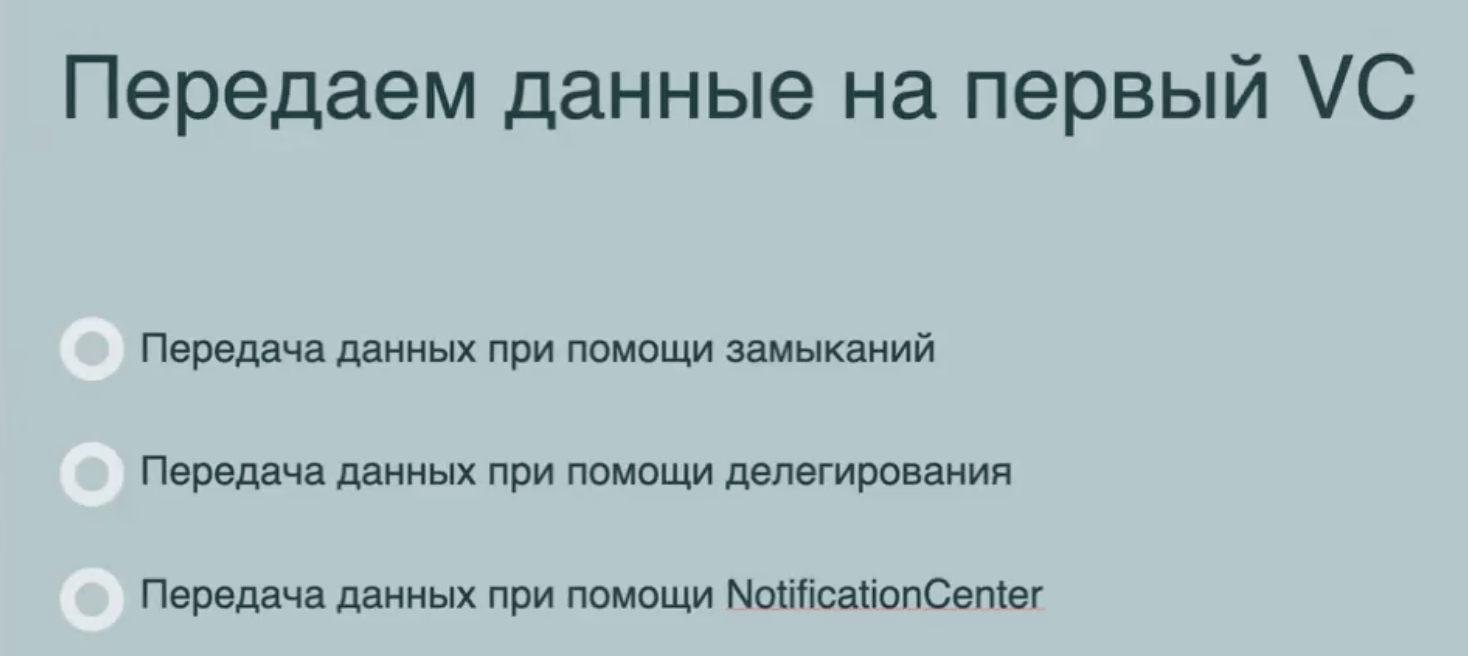 Передаем данные на первый VC
Передача данных при помощи замыканий
Передача данных при помощи делегирования
Передача данных при помощи NotificationCenter